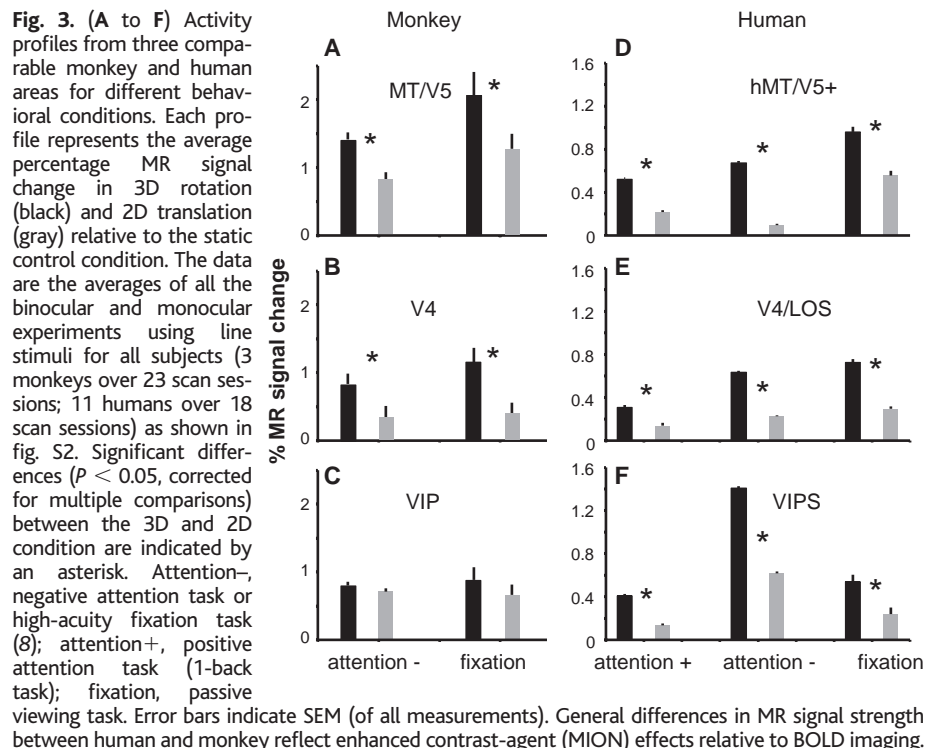 Fig. 3. (A to F) Activity
profiles from three compa-
rable monkey and human
areas for different behav-
ioral conditions. Each pro-
file represents the average
percentage MR signal
change in 3D rotation
(black) and 2D translation
(gray) relative to the static
control condition. The data
are the averages of all the
binocular and monocular
experiments using line
stimuli for all subjects (3
monkeys over 23 scan ses-
sions; 11 humans over 18
scan sessions) as shown in
fig. S2. Significant differ-
ences (P < 0.05, corrected
for multiple comparisons)
between the 3D and 2D
condition are indicated by
an asterisk. Attention–,
negative attention task or
high-acuity fixation task
(8); attention+, positive
attention task (1-back
task); fixation, passive
viewing task. Error bars indicate SEM (of all measurements). General differences in MR signal strength
between human and monkey reflect enhanced contrast-agent (MION) effects relative to BOLD imaging.
Monkey
Human
% MR signal change
A
MT/V5
2
1
0
* *
B
V4
2
1
0
* *
C
VIP
2
1
0
attention - fixation
D
hMT/V5+
1.6
1.2
0.8
0.4
0
* * *
E
V4/LOS
1.6
1.2
0.8
0.4
0
* * *
F
VIPS
1.6
1.2
0.8
0.4
0
* * *
attention + attention - fixation